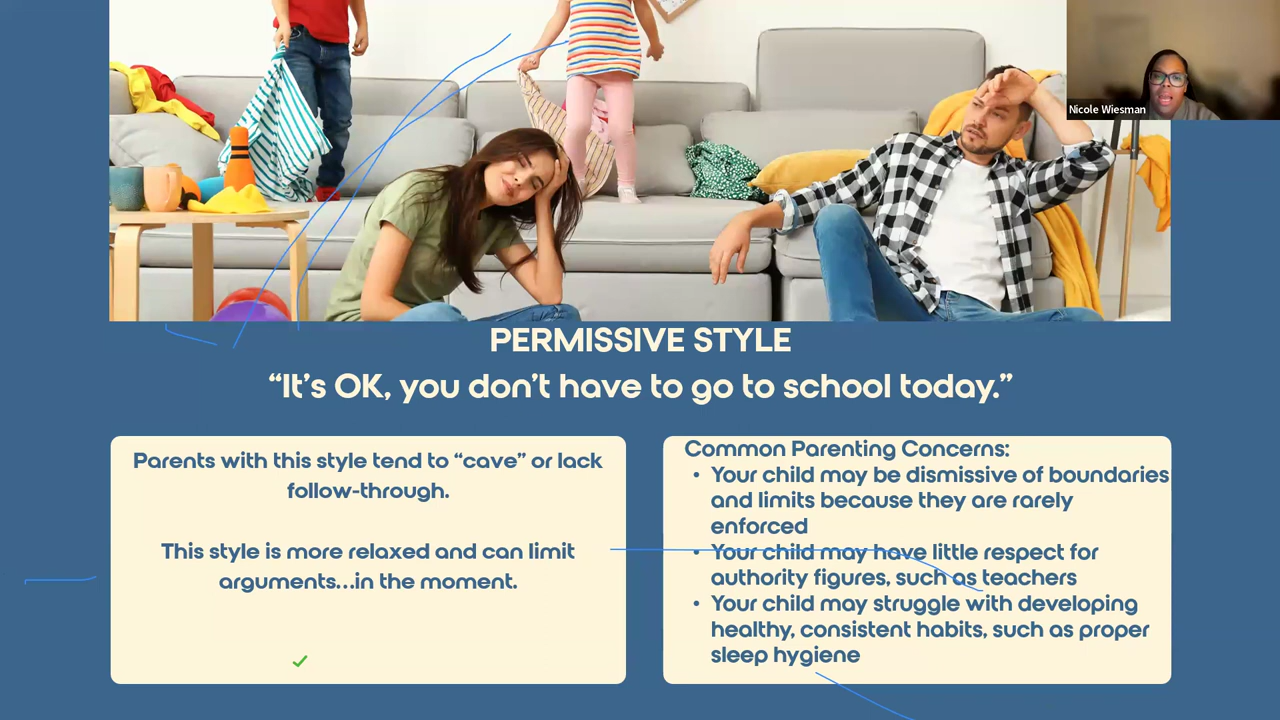 Nicole Wiesman
PERMISSIVE STYLE
“It’s OK, you don’t have to go to school today.”
Parents with this style tend to “cave” or lack
follow-through.
This style is more relaxed and can limit
arguments...in the moment.
Common Parenting Concerns:
• Your child may be dismissive of boundaries
and limits because they are rarely
enforced
• Your child may have little respect for
authority figures, such as teachers
• Your child may struggle with developing
healthy, consistent habits, such as proper
sleep hygiene